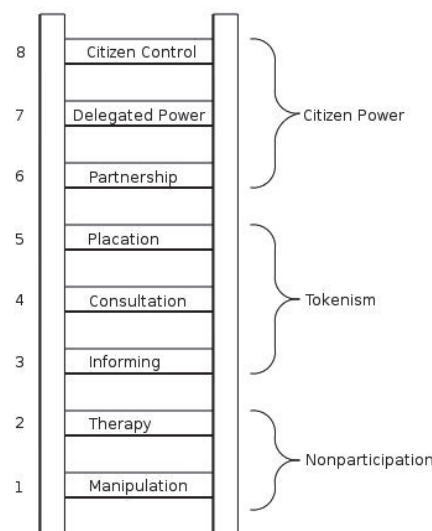 8 Citizen Control
7 Delegated Power
Citizen Power
6 Partnership
5 Placation
4 Consultation
Tokenism
3 Informing
2 Therapy
Nonparticipation
1 Manipulation